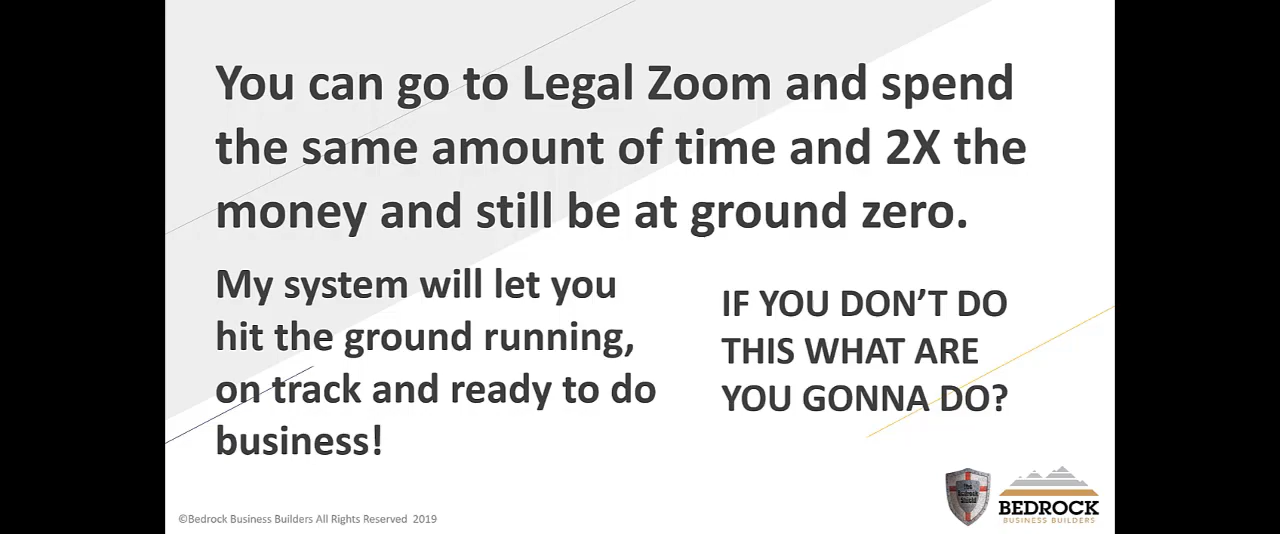 You can go to Legal Zoom and spend
the same amount of time and 2X the
money and still be at ground zero.
My system will let you
hit the ground running,
on track and ready to do
business!
IF YOU DON'T DO
THIS WHAT ARE
YOU GONNA DO?
The
Bedrock
Shield
BEDROCK
BUSINESS BUILDERS
©Bedrock Business Builders All Rights Reserved 2019